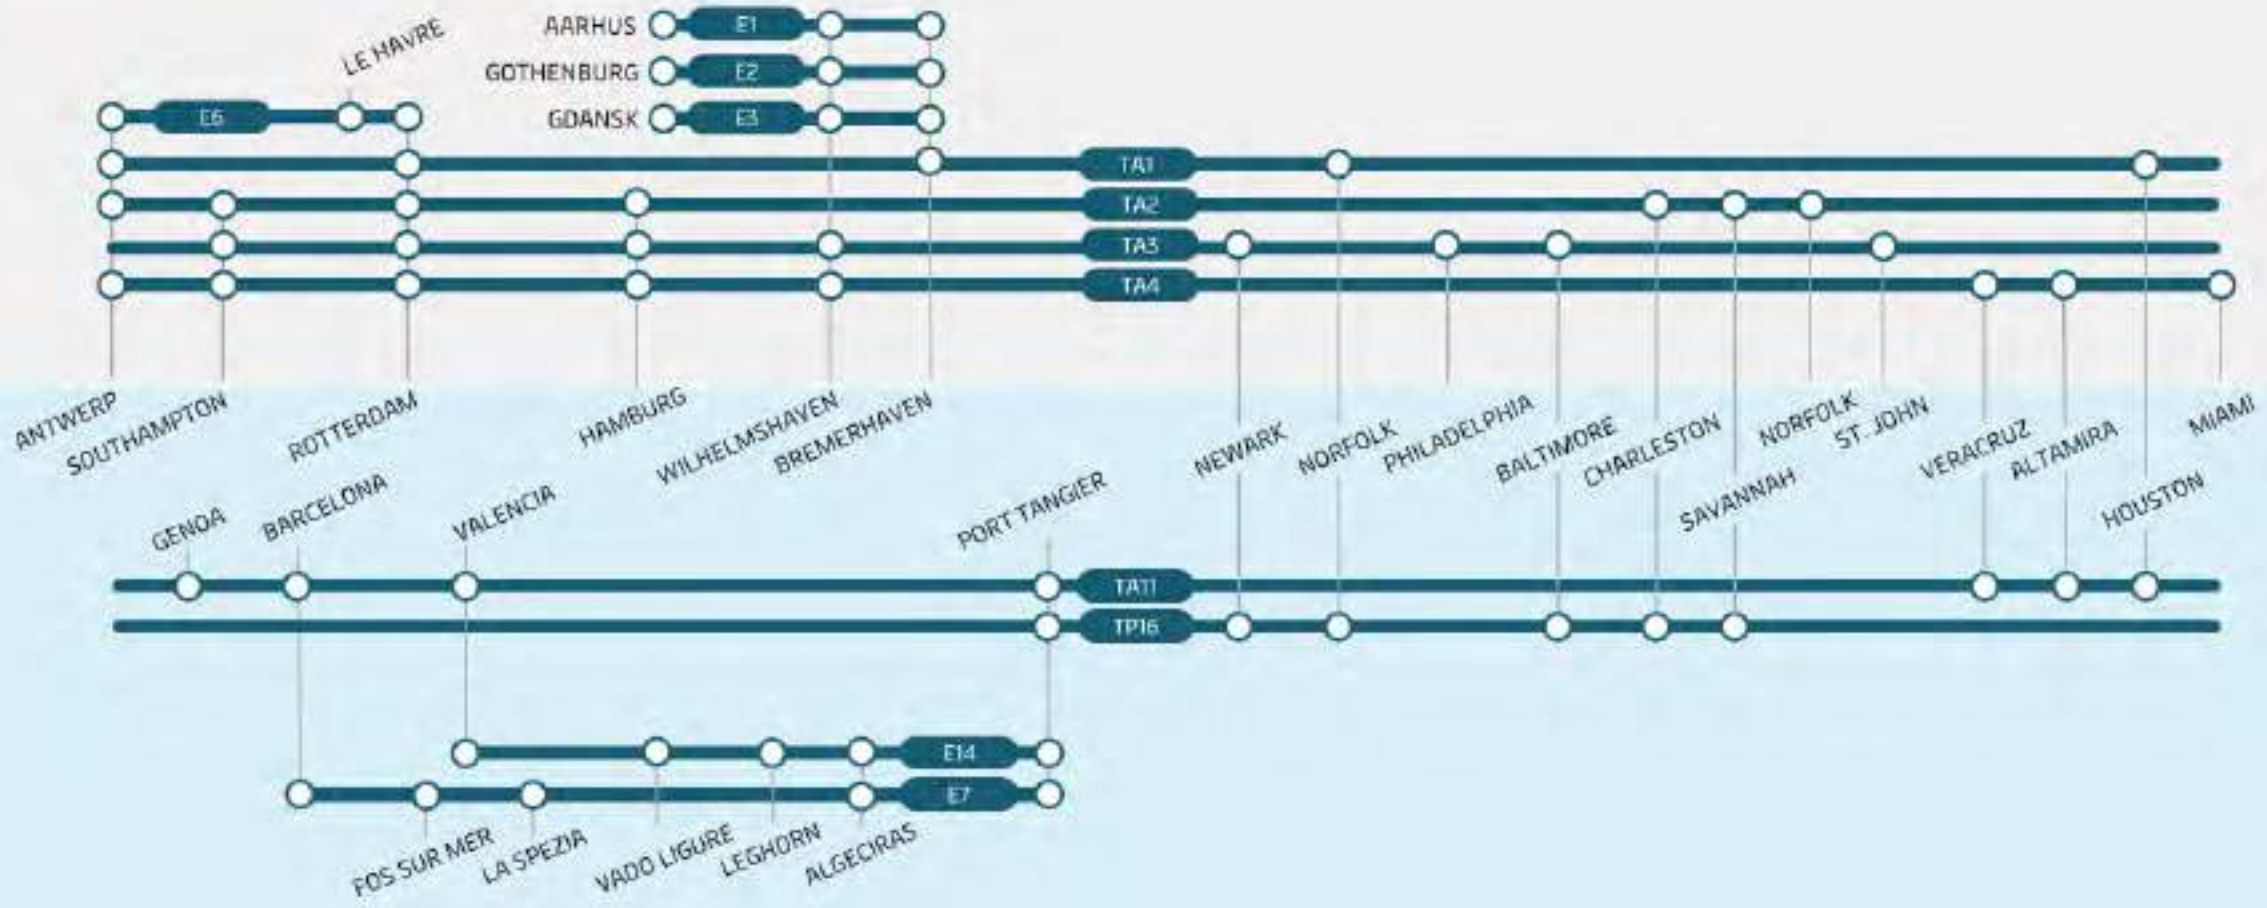 LE HAVRE
AARHUS E1
GOTHENBURG E2
GDANSK E3
E6
TA1
TA2
TA3
TA4
ANTWERP
SOUTHAMPTON
ROTTERDAM
HAMBURG
WILHELMSHAVEN
BREMERHAVEN
NEWARK
NORFOLK
PHILADELPHIA
BALTIMORE
CHARLESTON
SAVANNAH
NORFOLK
ST. JOHN
VERACRUZ
ALTAMIRA
HOUSTON
MIAMI
GENOA
BARCELONA
VALENCIA
PORT TANGIER
TA11
TP16
E14
E7
FOS SUR MER
LA SPEZIA
VADO LIGURE
LEGHORN
ALGECIRAS